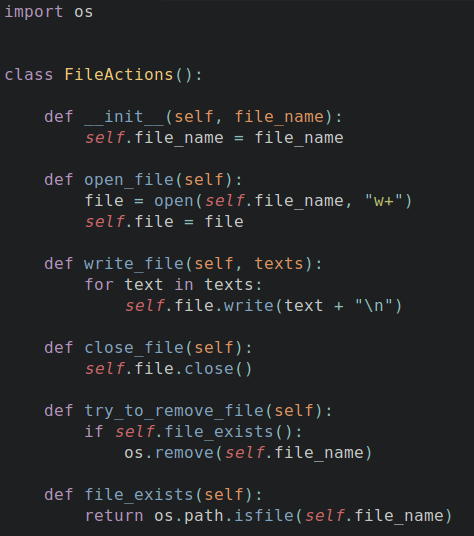 import os
class FileActions():
    def __init__(self, file_name):
        self.file_name = file_name
    def open_file(self):
        file = open(self.file_name, "w+")
        self.file = file
    def write_file(self, texts):
        for text in texts:
            self.file.write(text + "\n")
    def close_file(self):
        self.file.close()
    def try_to_remove_file(self):
        if self.file_exists():
            os.remove(self.file_name)
    def file_exists(self):
        return os.path.isfile(self.file_name)